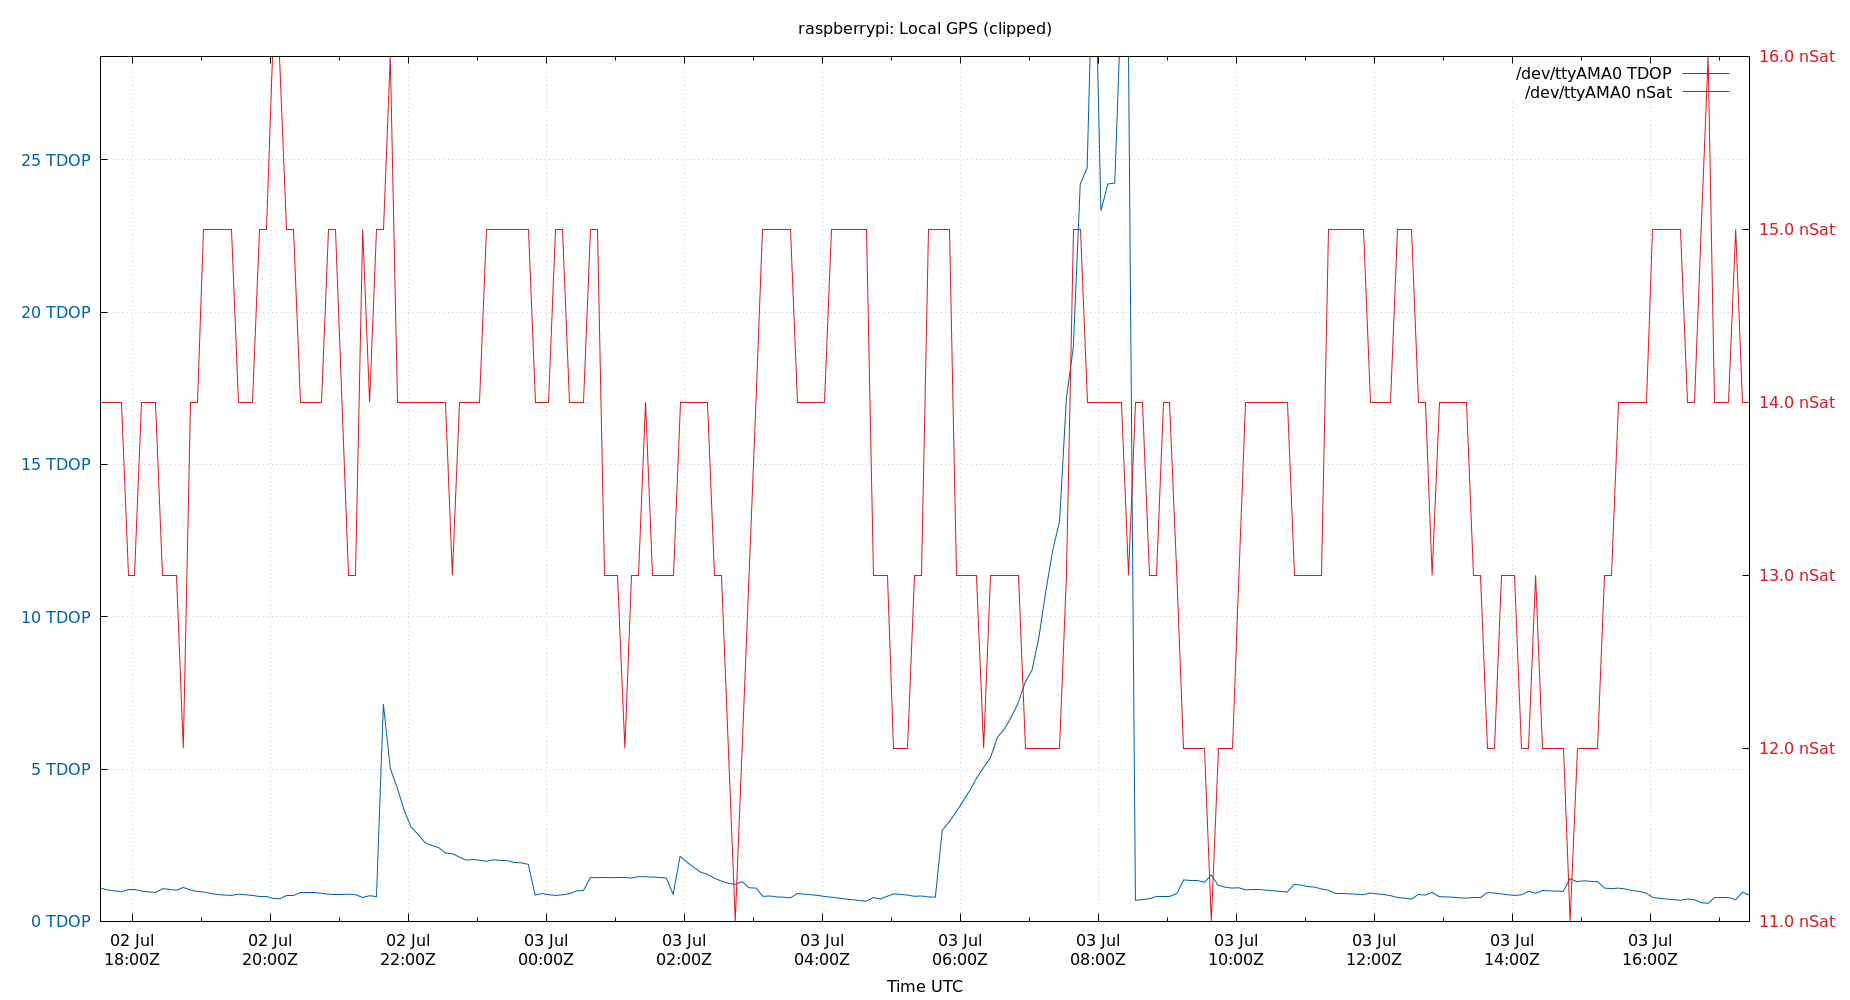 raspberrypi: Local GPS (clipped)
/dev/ttyAMA0 TDOP
/dev/ttyAMA0 nSat
25 TDOP
20 TDOP
15 TDOP
10 TDOP
5 TDOP
0 TDOP
16.0 nSat
15.0 nSat
14.0 nSat
13.0 nSat
12.0 nSat
11.0 nSat
02 Jul
18:00Z
02 Jul
20:00Z
02 Jul
22:00Z
03 Jul
00:00Z
03 Jul
02:00Z
03 Jul
04:00Z
03 Jul
06:00Z
03 Jul
08:00Z
03 Jul
10:00Z
03 Jul
12:00Z
03 Jul
14:00Z
03 Jul
16:00Z
Time UTC